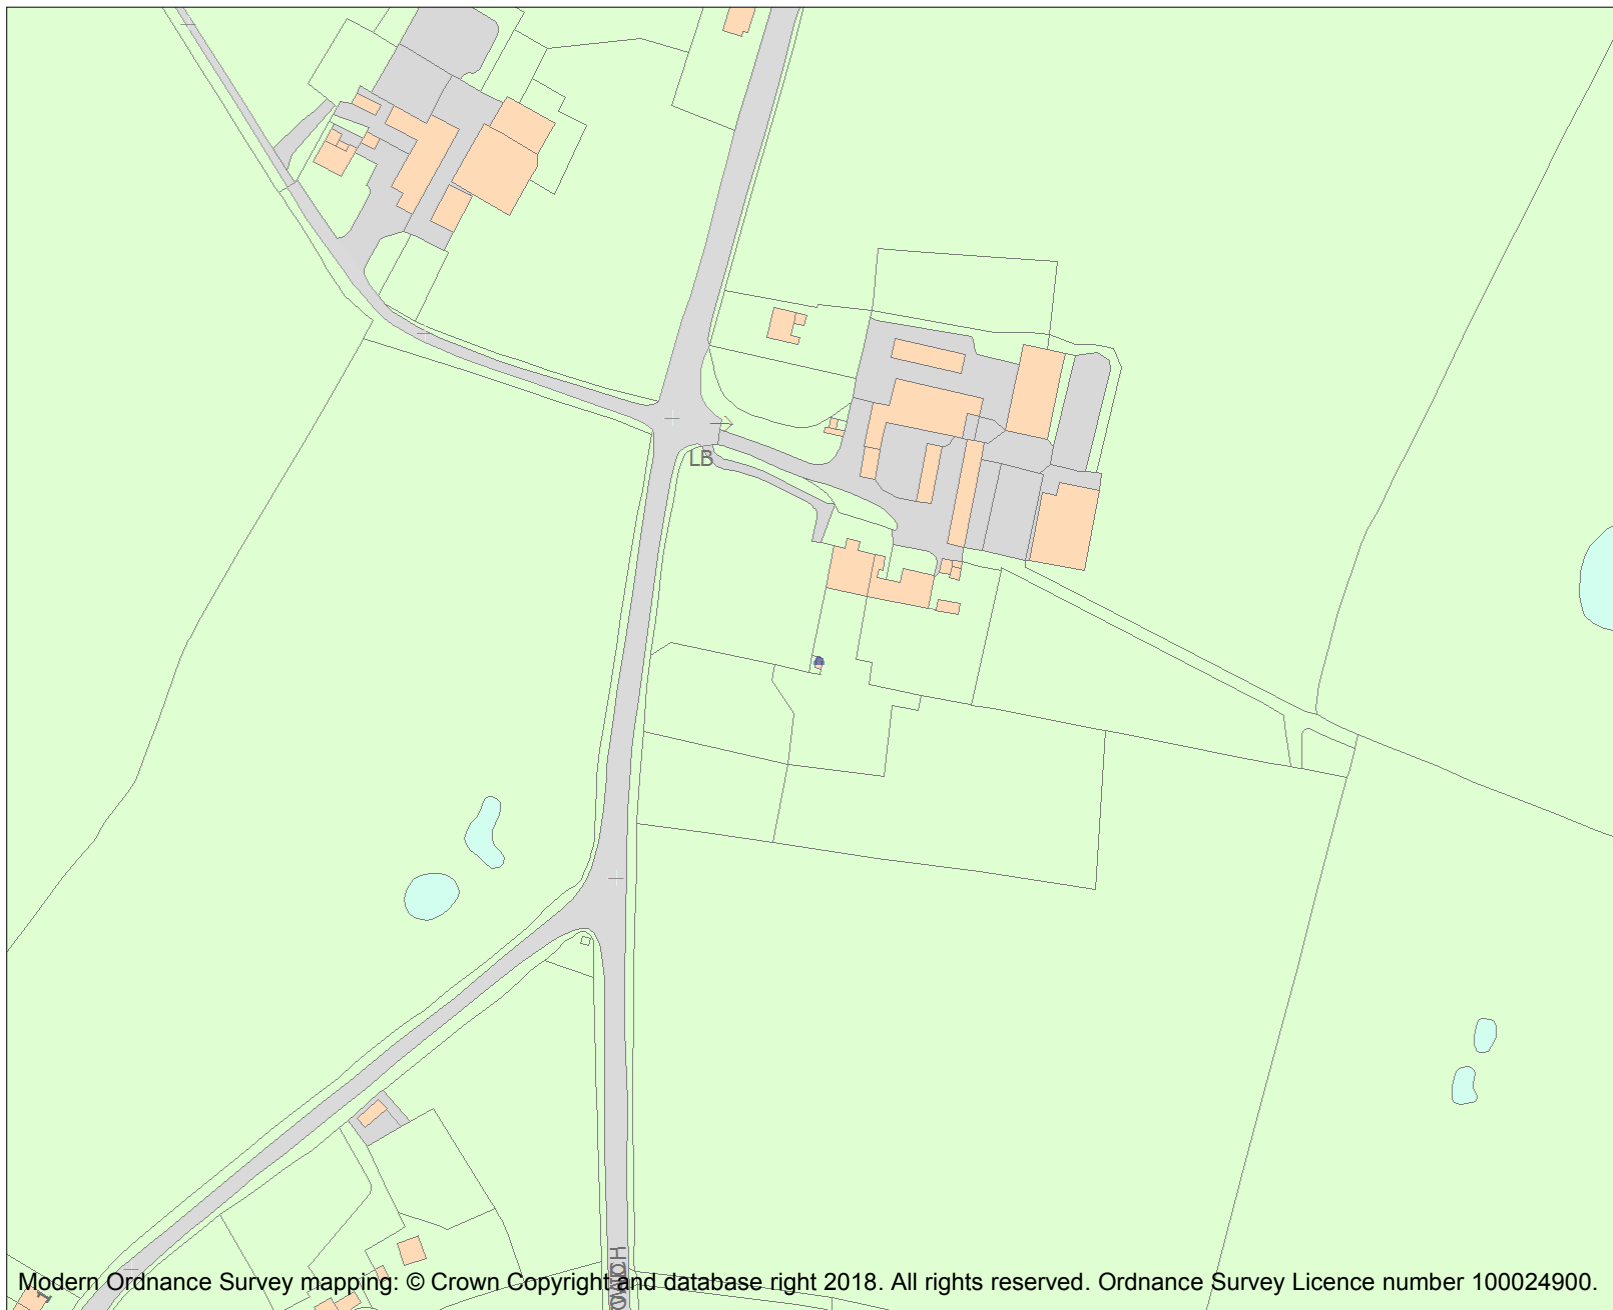 LB
Modern Ordnance Survey mapping: © Crown Copyright and database right 2018. All rights reserved. Ordnance Survey Licence number 100024900.